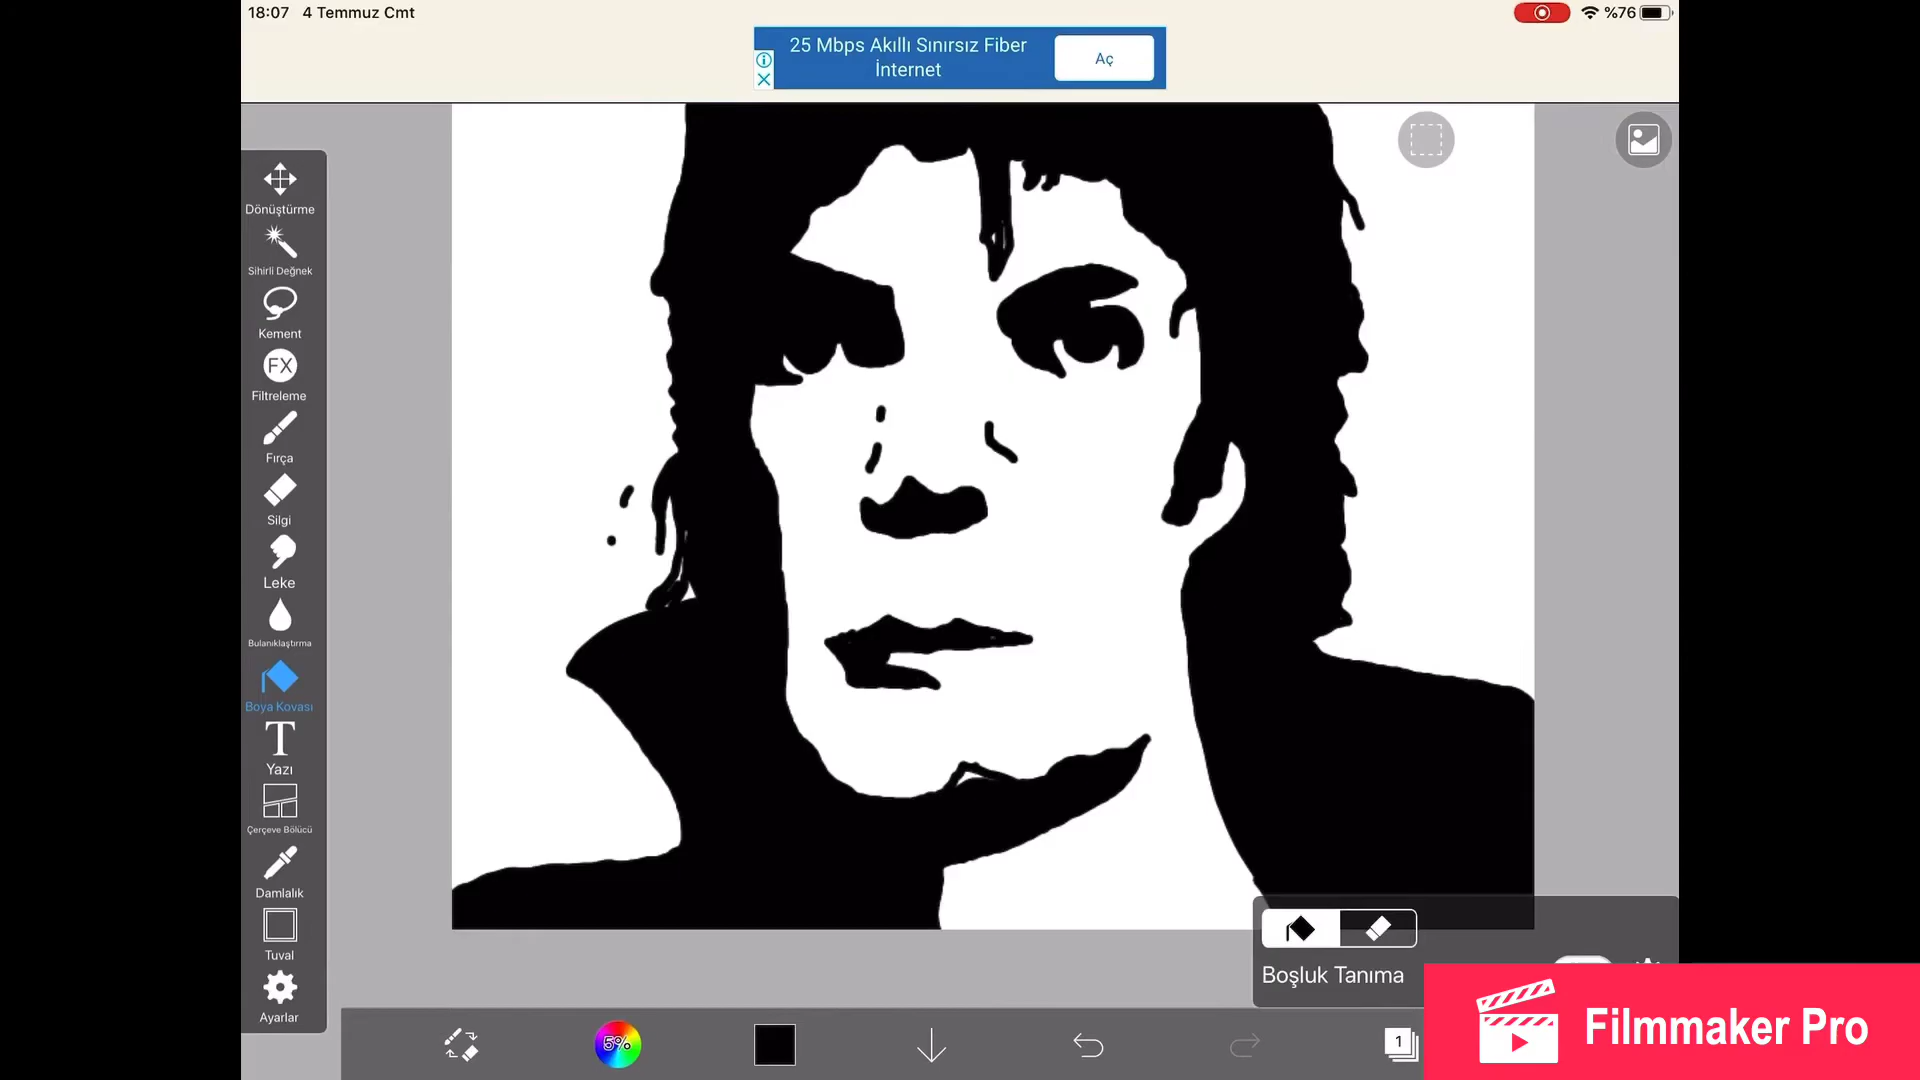 18:07 4 Temmuz Cmt
%76
25 Mbps Akıllı Sınırsız Fiber
İnternet
Aç
Dönüştürme
Sihirli Değnek
Kement
FX
Filtreleme
Fırça
Silgi
Leke
Bulanıklaştırma
Boya Kovası
T
Yazı
Çerçeve Bölücü
Damlalık
Tuval
Ayarlar
Boşluk Tanıma
5%
1
Filmmaker Pro